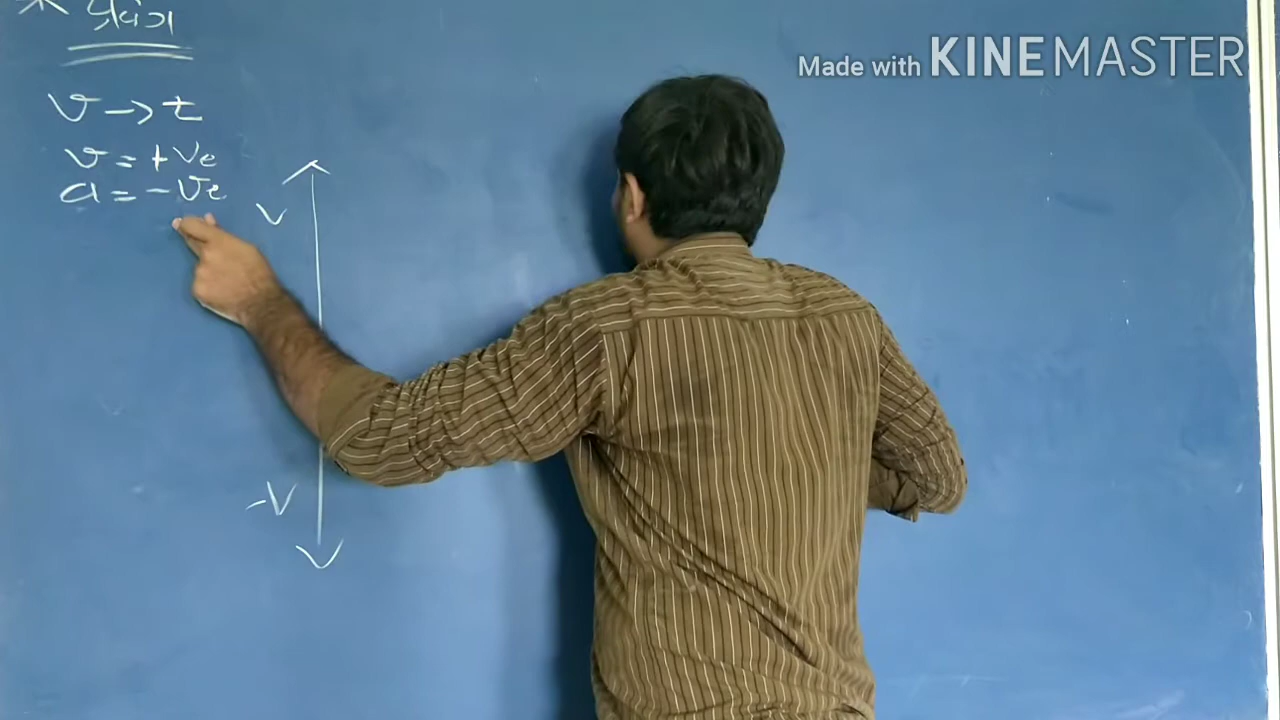 Made with KINEMASTER
v → t
v = +ve
a = -ve
V
-V